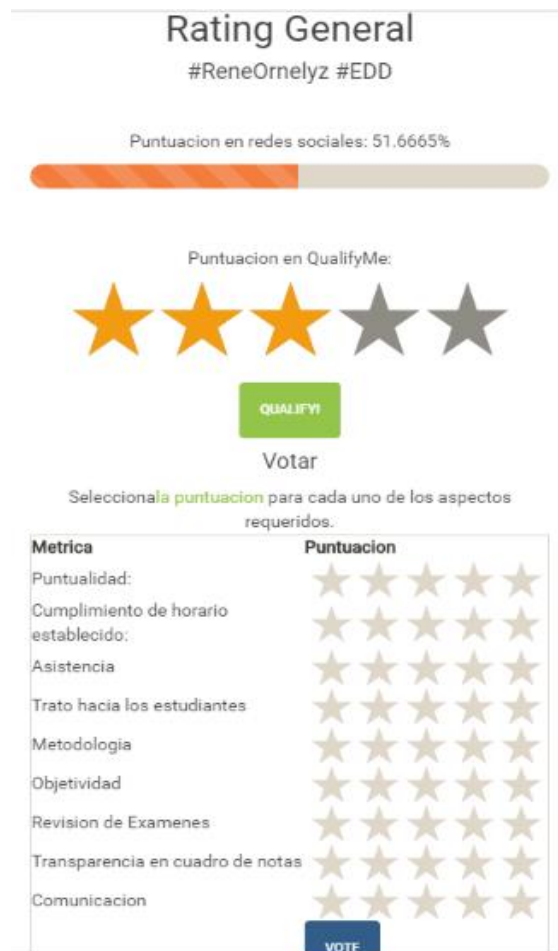 Rating General
#ReneOrnelyz #EDD
Puntuacion en redes sociales: 51.6665%
Puntuacion en QualifyMe:
QUALIFY!
Votar
Seleccionala puntuacion para cada uno de los aspectos
requeridos.
Metrica Puntuacion
Puntualidad:
Cumplimiento de horario
establecido:
Asistencia
Trato hacia los estudiantes
Metodologia
Objetividad
Revision de Examenes
Transparencia en cuadro de notas
Comunicacion
VOTE